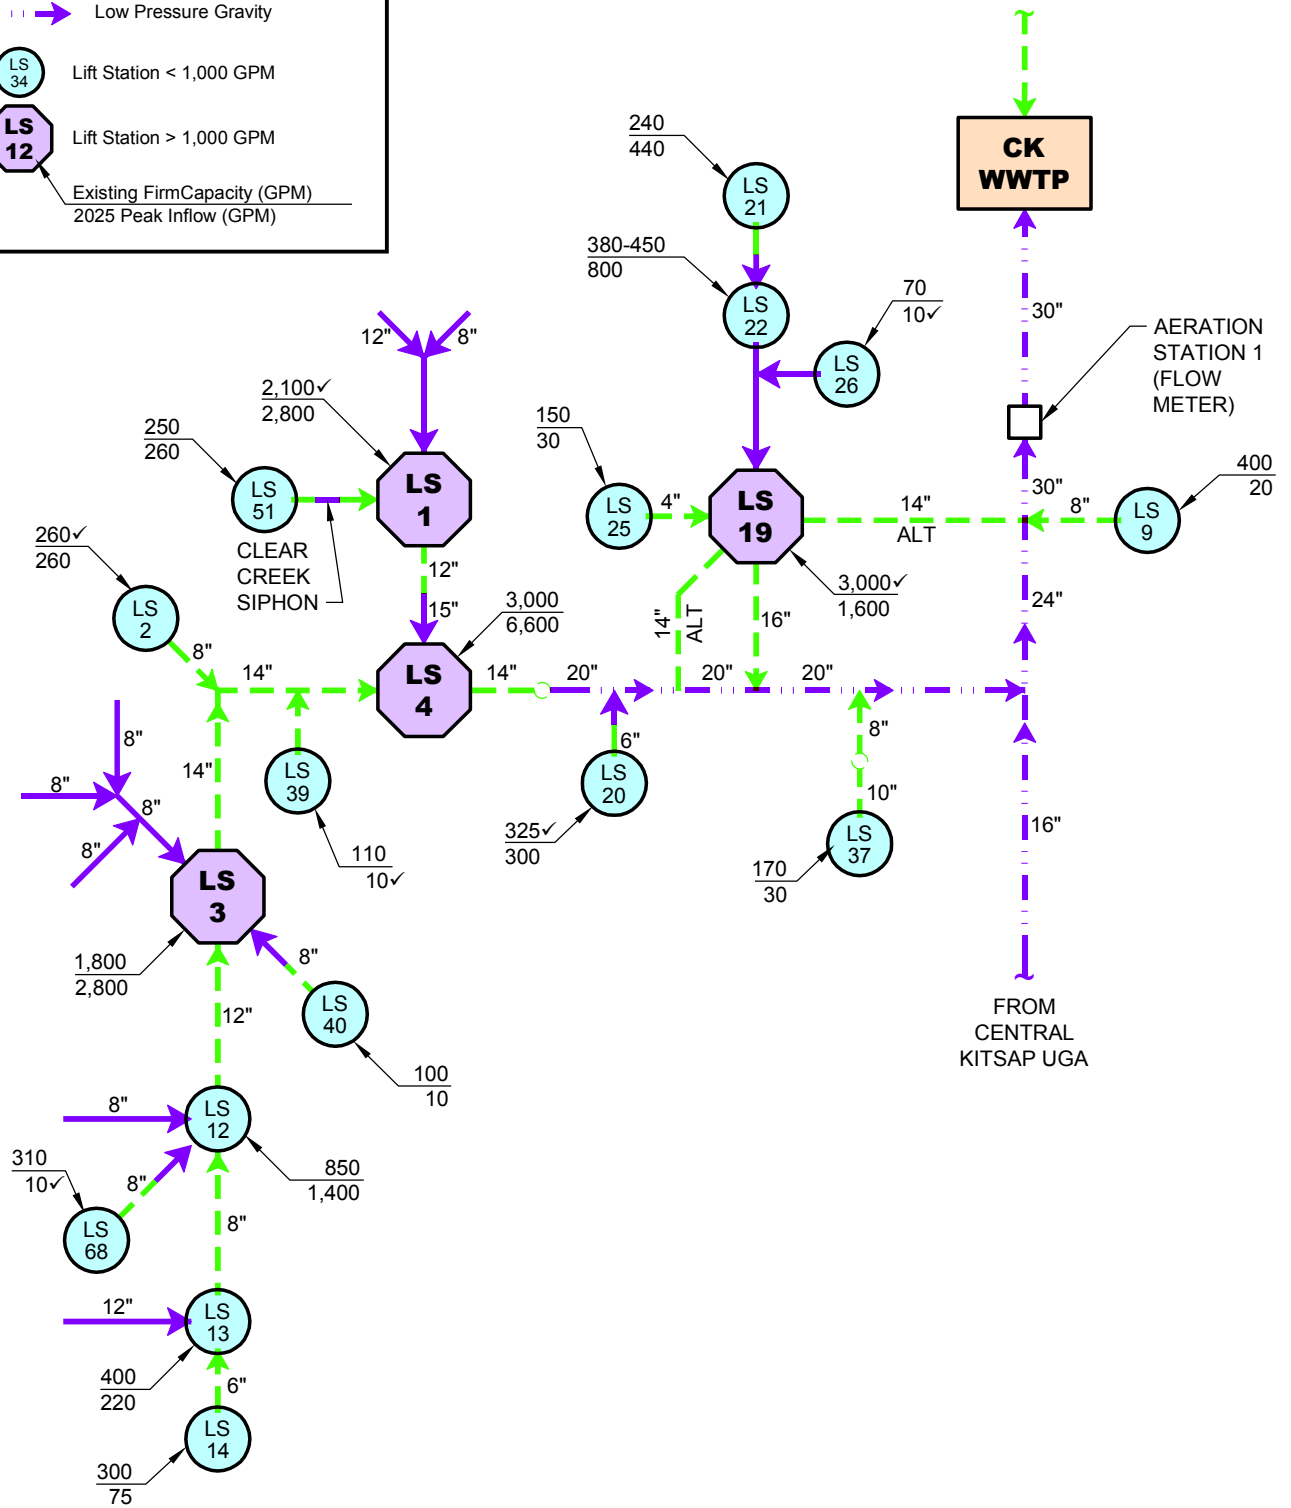 Low Pressure Gravity
LS
34
Lift Station < 1,000 GPM
LS
12
Lift Station > 1,000 GPM
Existing FirmCapacity (GPM)
2025 Peak Inflow (GPM)
CK
WWTP
240
440
LS
21
380-450
800
LS
22
70
10✓
LS
26
30"
AERATION
STATION 1
(FLOW
METER)
12"
8"
2,100✓
2,800
250
260
LS
51
LS
1
CLEAR
CREEK
SIPHON
150
30
LS
25
4"
LS
19
14"
ALT
30"
8"
LS
9
400
20
260✓
260
LS
2
8"
12"
15"
3,000
6,600
14"
ALT
16"
3,000✓
1,600
24"
14"
LS
4
14"
20"
20"
20"
8"
8"
8"
8"
14"
LS
39
110
10✓
6"
LS
20
325✓
300
8"
10"
LS
37
170
30
16"
LS
3
1,800
2,800
8"
LS
40
100
10
12"
FROM
CENTRAL
KITSAP UGA
8"
LS
12
850
1,400
310
10✓
8"
LS
68
8"
12"
LS
13
400
220
6"
LS
14
300
75